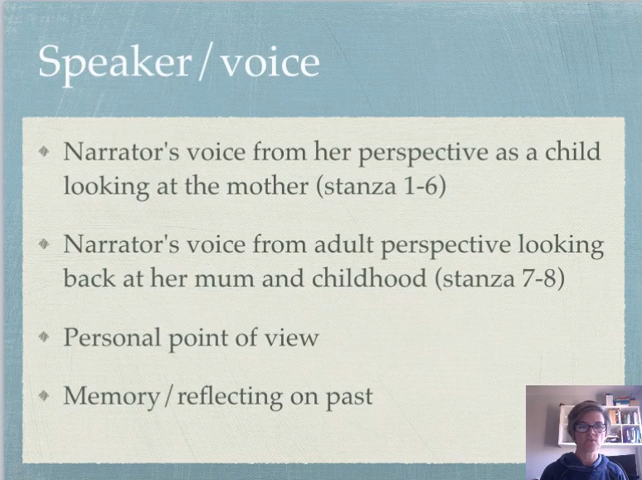 Speaker/voice
Narrator's voice from her perspective as a child
looking at the mother (stanza 1-6)
Narrator's voice from adult perspective looking
back at her mum and childhood (stanza 7-8)
Personal point of view
Memory/reflecting on past